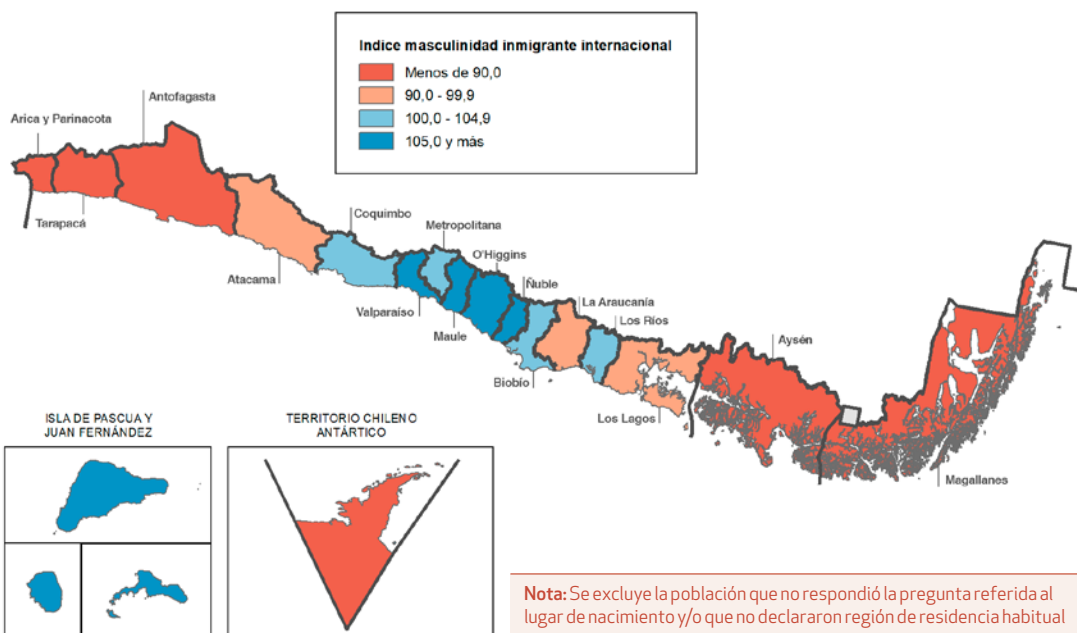 Indice masculinidad inmigrante internacional
Menos de 90,0
90,0 - 99,9
100,0 - 104,9
105,0 y más
Antofagasta
Arica y Parinacota
Tarapacá
Coquimbo
Metropolitana
O'Higgins
Ñuble
Atacama
Valparaíso
Maule
La Araucanía
Los Ríos
Aysén
Biobío
Los Lagos
Magallanes
ISLA DE PASCUA Y
JUAN FERNÁNDEZ
TERRITORIO CHILENO
ANTÁRTICO
Nota: Se excluye la población que no respondió la pregunta referida al
lugar de nacimiento y/o que no declararon región de residencia habitual